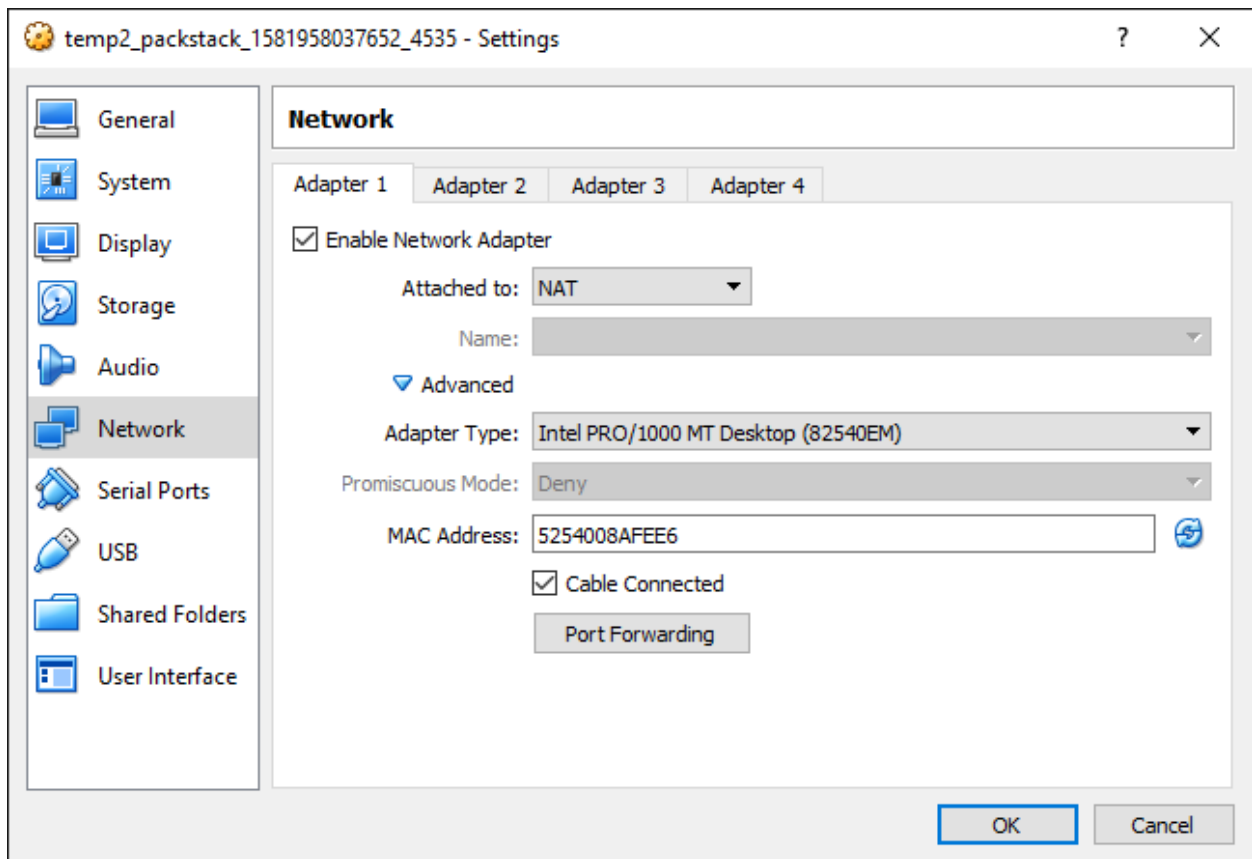 temp2_packstack_1581958037652_4535 - Settings
?
General
System
Display
Storage
Audio
Network
Serial Ports
USB
Shared Folders
User Interface
Network
Adapter 1 Adapter 2 Adapter 3 Adapter 4
Enable Network Adapter
Attached to: NAT
Name:
Advanced
Adapter Type: Intel PRO/1000 MT Desktop (82540EM)
Promiscuous Mode: Deny
MAC Address: 5254008AFEE6
Cable Connected
Port Forwarding
OK Cancel